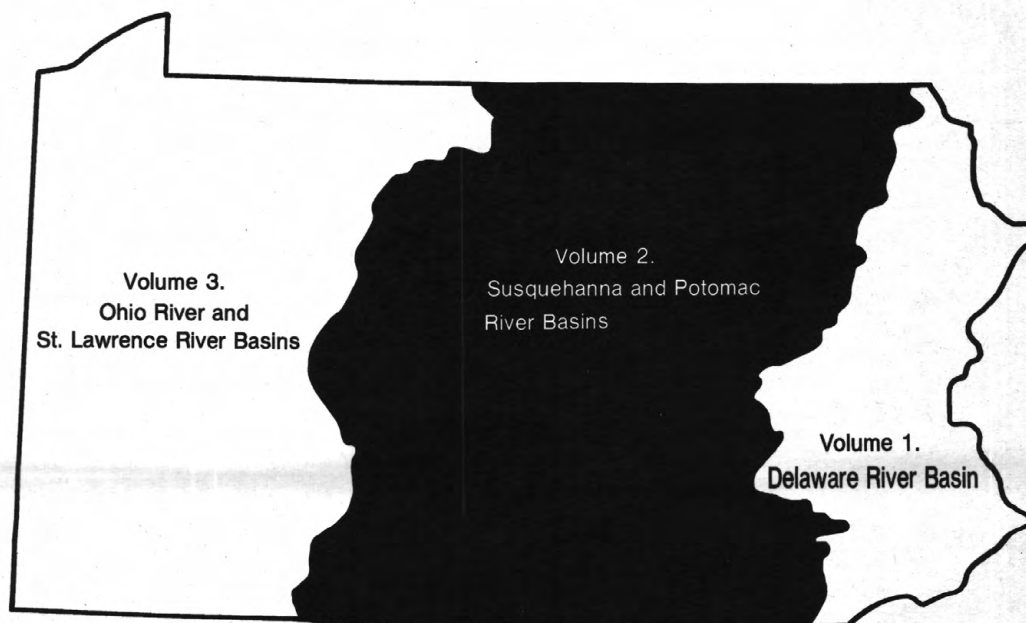 Volume 3.
Ohio River and
St. Lawrence River Basins
Volume 2.
Susquehanna and Potomac
River Basins
Volume 1.
Delaware River Basin